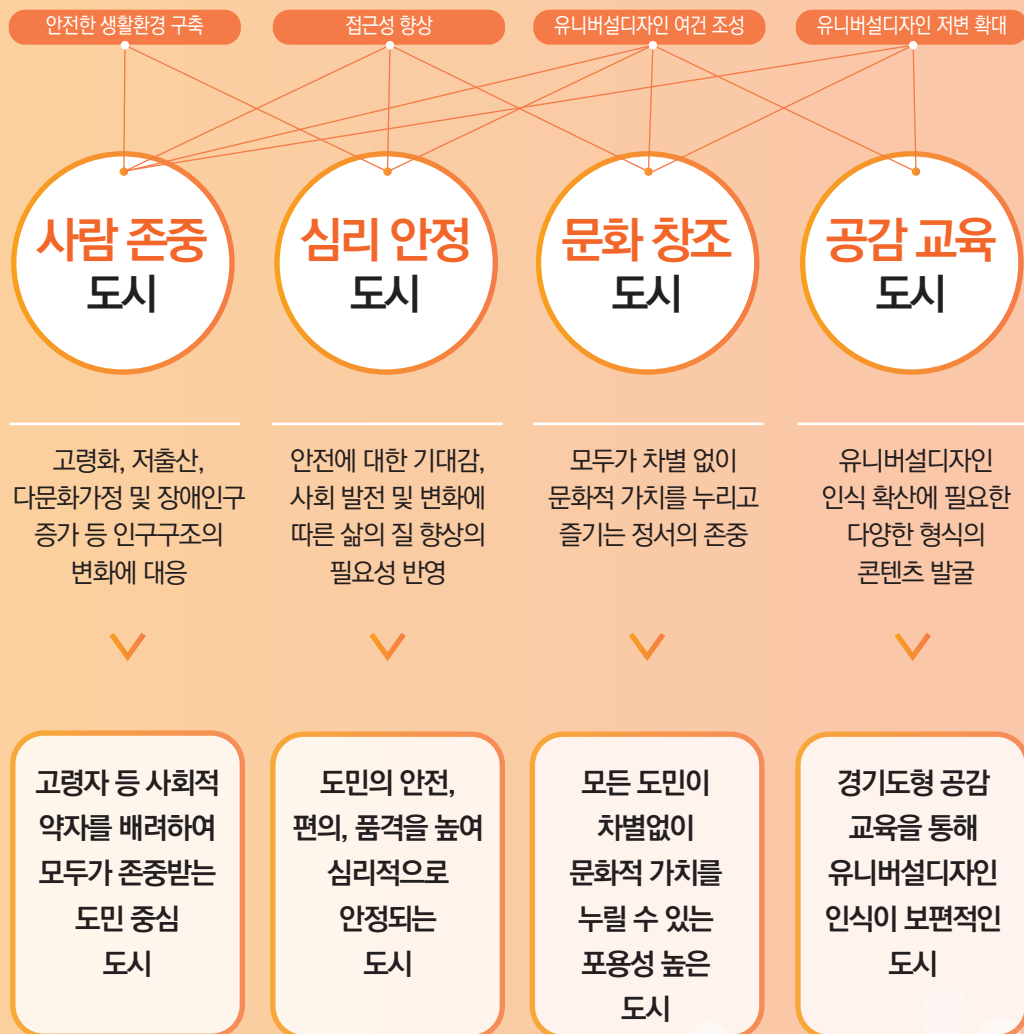 안전한 생활환경 구축
접근성 향상
유니버설디자인 여건 조성
유니버설디자인 저변 확대
사람 존중
도시
심리 안정
도시
문화 창조
도시
공감 교육
도시
고령화, 저출산,
다문화가정 및 장애인구
증가 등 인구구조의
변화에 대응
안전에 대한 기대감,
사회 발전 및 변화에
따른 삶의 질 향상의
필요성 반영
모두가 차별 없이
문화적 가치를 누리고
즐기는 정서의 존중
유니버설디자인
인식 확산에 필요한
다양한 형식의
콘텐츠 발굴
고령자 등 사회적
약자를 배려하여
모두가 존중받는
도민 중심
도시
도민의 안전,
편의, 품격을 높여
심리적으로
안정되는
도시
모든 도민이
차별없이
문화적 가치를
누릴 수 있는
포용성 높은
도시
경기도형 공감
교육을 통해
유니버설디자인
인식이 보편적인
도시